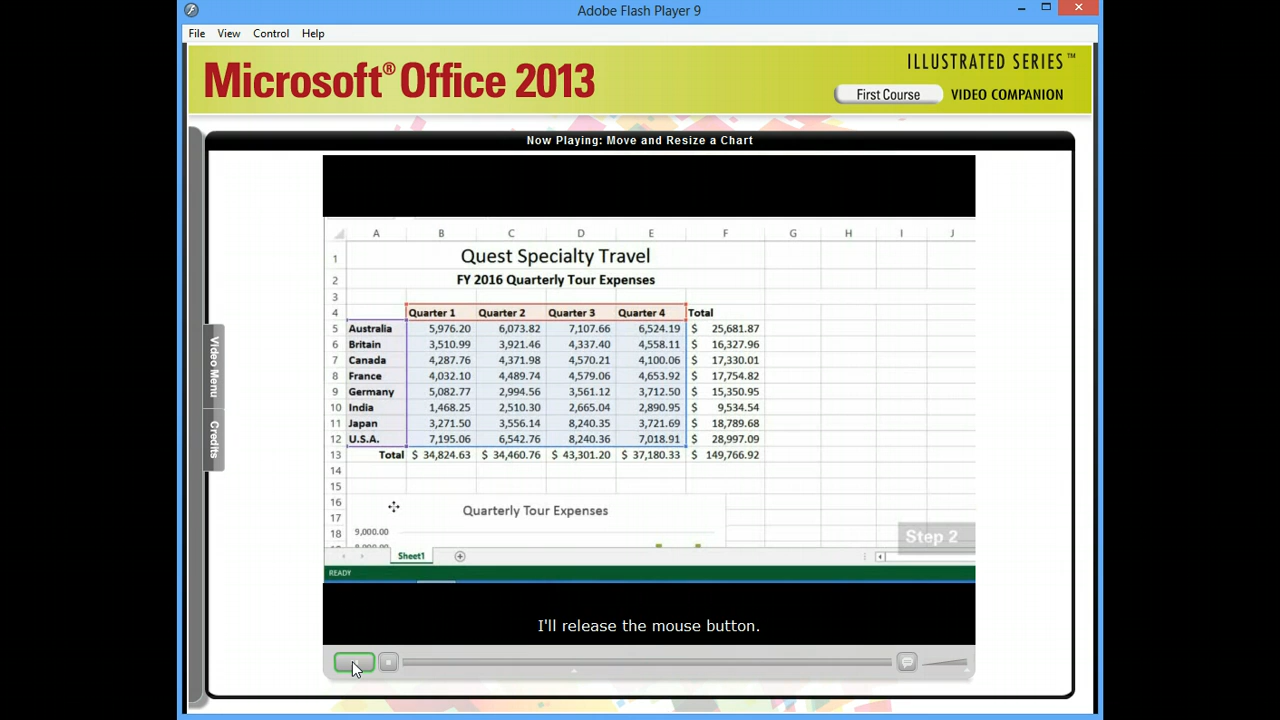 Adobe Flash Player 9
File View Control Help
Microsoft® Office 2013
ILLUSTRATED SERIES™
First Course VIDEO COMPANION
Now Playing: Move and Resize a Chart
A B C D E F G H I J
1 Quest Specialty Travel
2 FY 2016 Quarterly Tour Expenses
3
4 Quarter 1 Quarter 2 Quarter 3 Quarter 4 Total
5 Australia 5,976.20 6,073.82 7,107.66 6,524.19 $ 25,681.87
6 Britain 3,510.99 3,921.46 4,337.40 4,558.11 $ 16,327.96
7 Canada 4,287.76 4,371.98 4,570.21 4,100.06 $ 17,330.01
8 France 4,032.10 4,489.74 4,579.06 4,653.92 $ 17,754.82
9 Germany 5,082.77 2,994.56 3,561.12 3,712.50 $ 15,350.95
10 India 1,468.25 2,510.30 2,665.04 2,890.95 $ 9,534.54
11 Japan 3,271.50 3,556.14 8,240.35 3,721.69 $ 18,789.68
12 U.S.A. 7,195.06 6,542.76 8,240.36 7,018.91 $ 28,997.09
13 Total $ 34,824.63 $ 34,460.76 $ 43,301.20 $ 37,180.33 $ 149,766.92
14
15
16
17 Quarterly Tour Expenses
18 9,000.00
Step 2
Sheet1
READY
I'll release the mouse button.
Video Menu
Credits